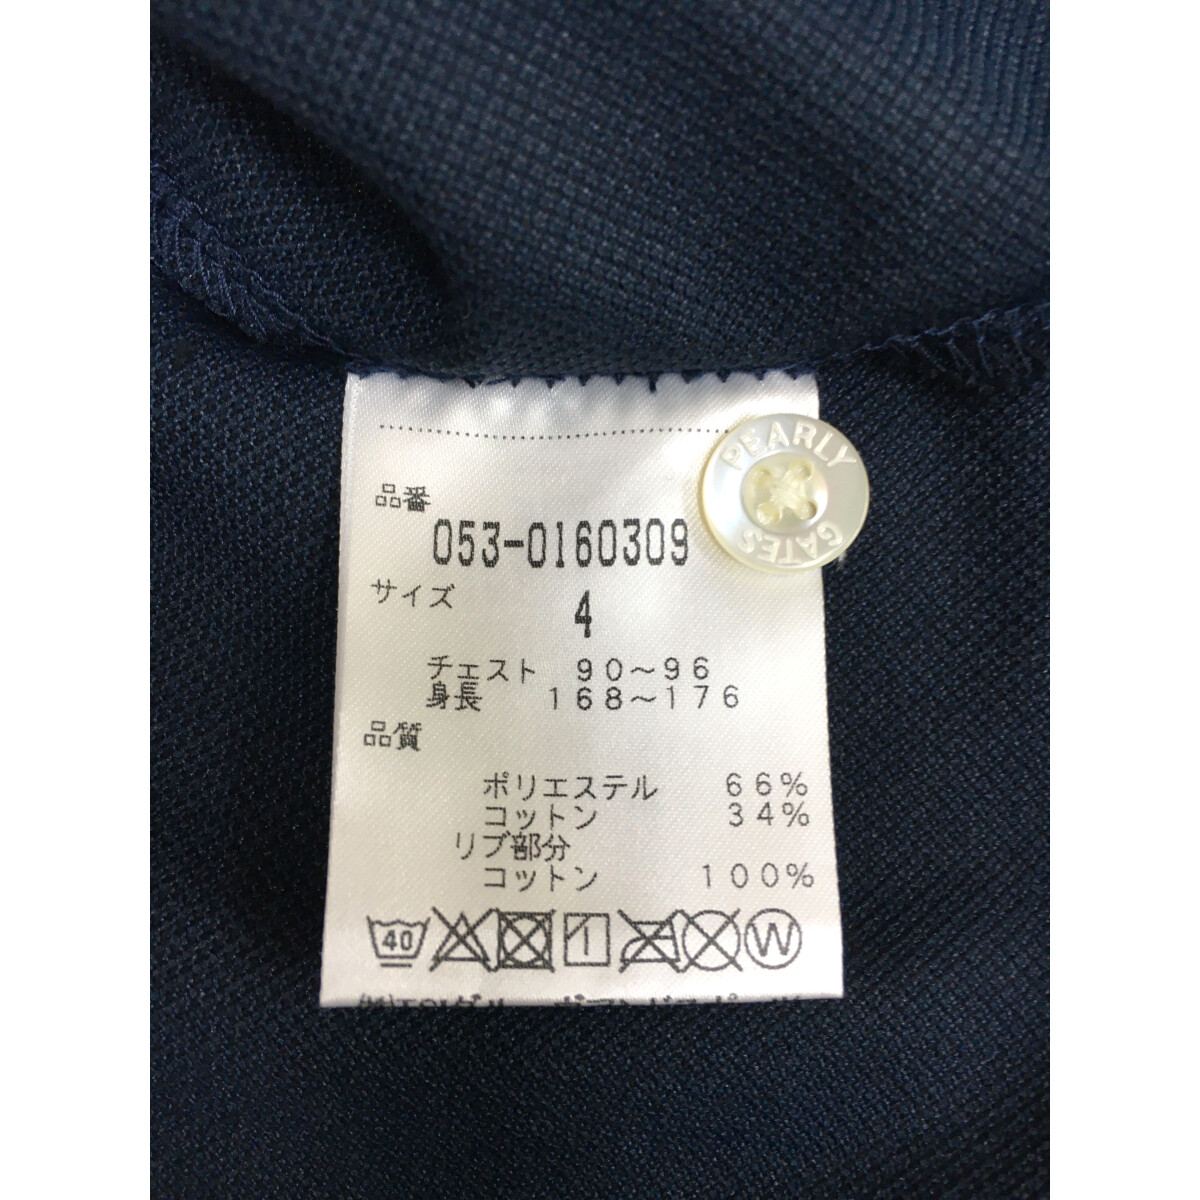 PEARLY
GATES
品番
053-0160309
サイズ
4
チェスト 90~96
身長 168~176
品質
ポリエステル 66%
コットン 34%
リブ部分
コットン 100%
40
W